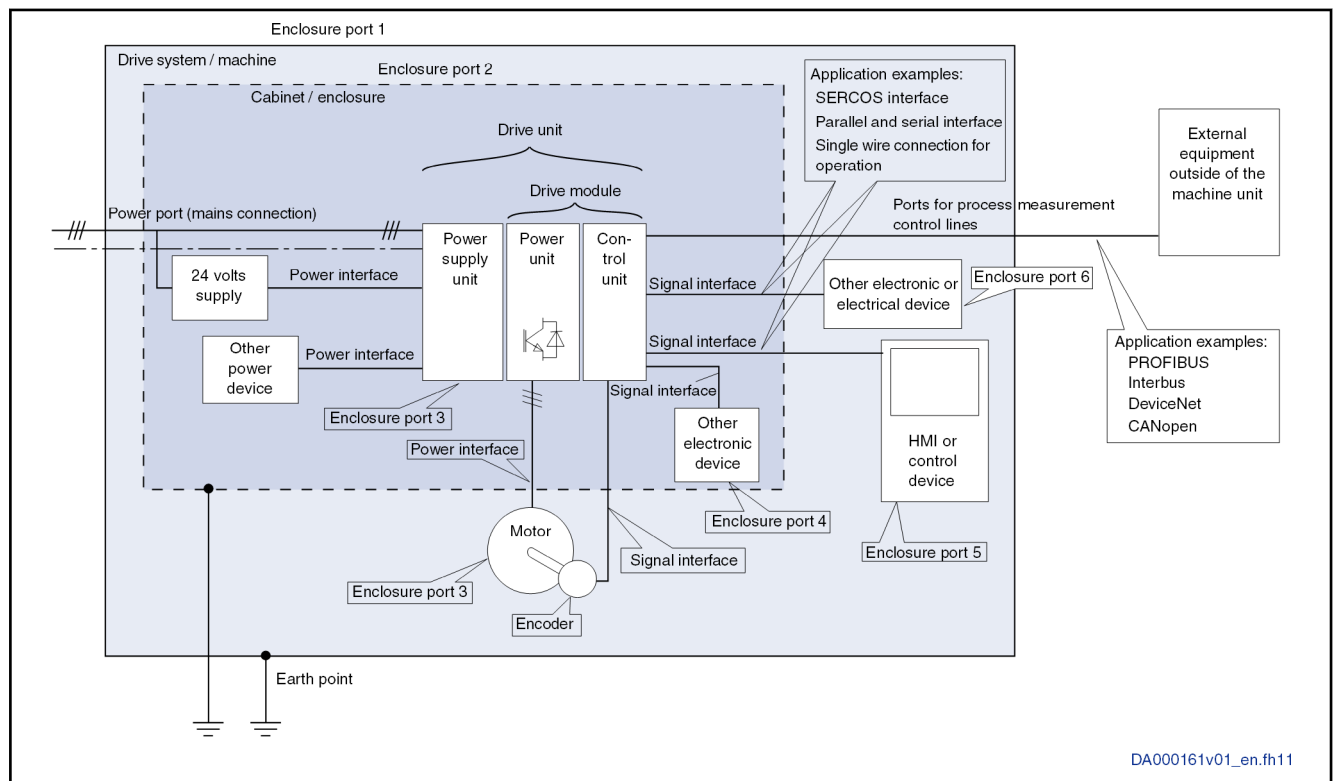 Enclosure port 1
Drive system / machine
Enclosure port 2
Cabinet / enclosure
Drive unit
Drive module
Application examples:
SERCOS interface
Parallel and serial interface
Single wire connection for
operation
External
equipment
outside of the
machine unit
Power port (mains connection)
Ports for process measurement
control lines
Power
supply
unit
Power
unit
Con-
trol unit
24 volts
supply
Power interface
Signal interface
Other electronic or
electrical device
Enclosure port 6
Other
power
device
Power interface
Signal interface
Signal interface
Application examples:
PROFIBUS
Interbus
DeviceNet
CANopen
Enclosure port 3
Power interface
Other
electronic
device
HMI or
control
device
Enclosure port 4
Motor
Signal interface
Enclosure port 5
Enclosure port 3
Encoder
Earth point
DA000161v01_en.fh11